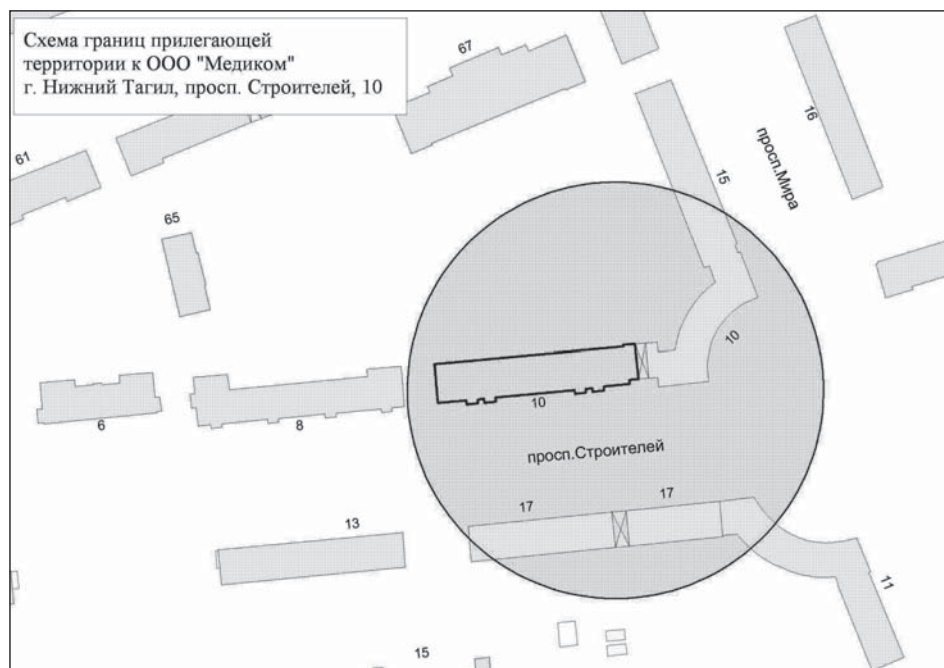 Схема границ прилегающей
территории к ООО "Медиком"
г. Нижний Тагил, просп. Строителей, 10
67
16
просп.Мира
61
15
65
10
6
8
10
просп.Строителей
17
17
13
11
15